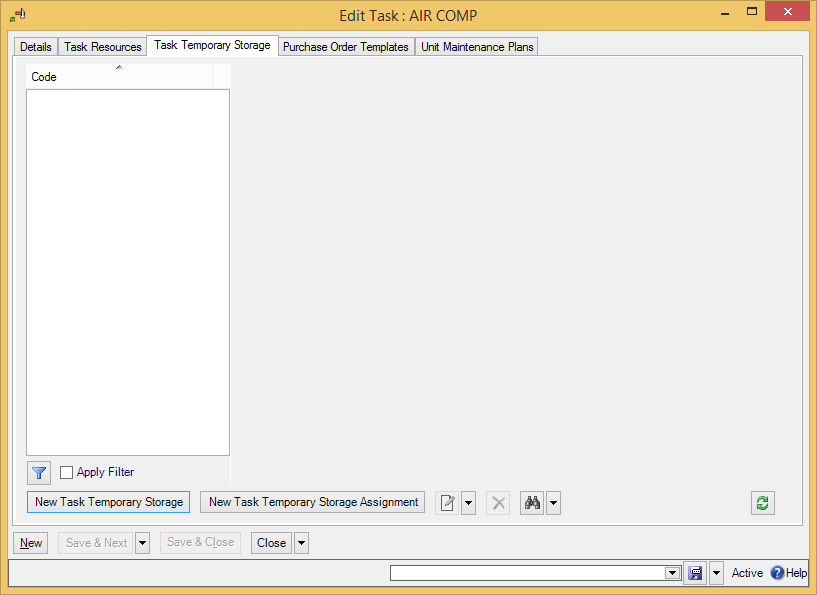 Edit Task : AIR COMP
Details Task Resources Task Temporary Storage Purchase Order Templates Unit Maintenance Plans
Code
Apply Filter
New Task Temporary Storage New Task Temporary Storage Assignment
New Save & Next Save & Close Close
Active Help